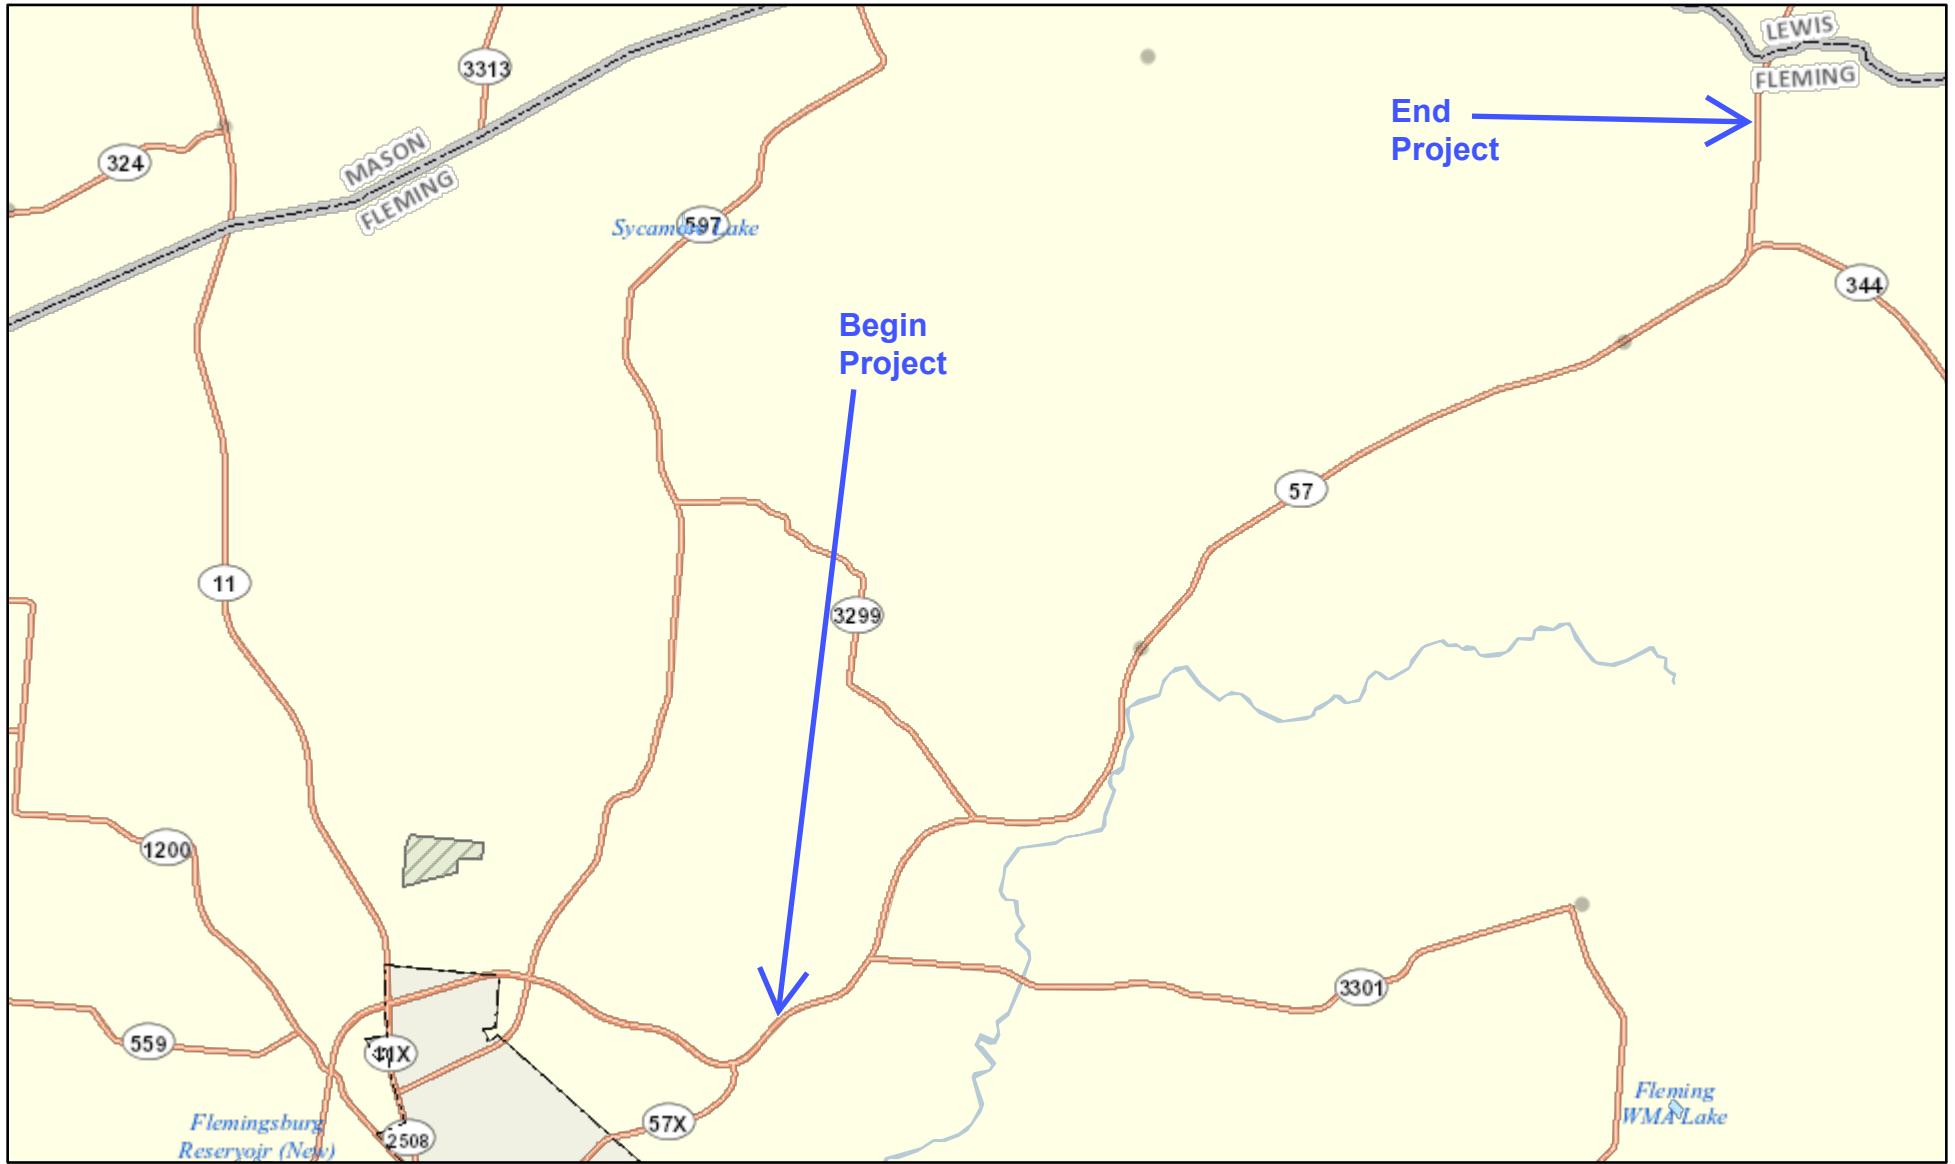 LEWIS
FLEMING
3313
End
Project
324
MASON
FLEMING
597
Sycamore Lake
344
Begin
Project
57
11
3299
1200
3301
559
57X
2508
Fleming
WMA Lake
Flemingsburg
Reservoir (New)